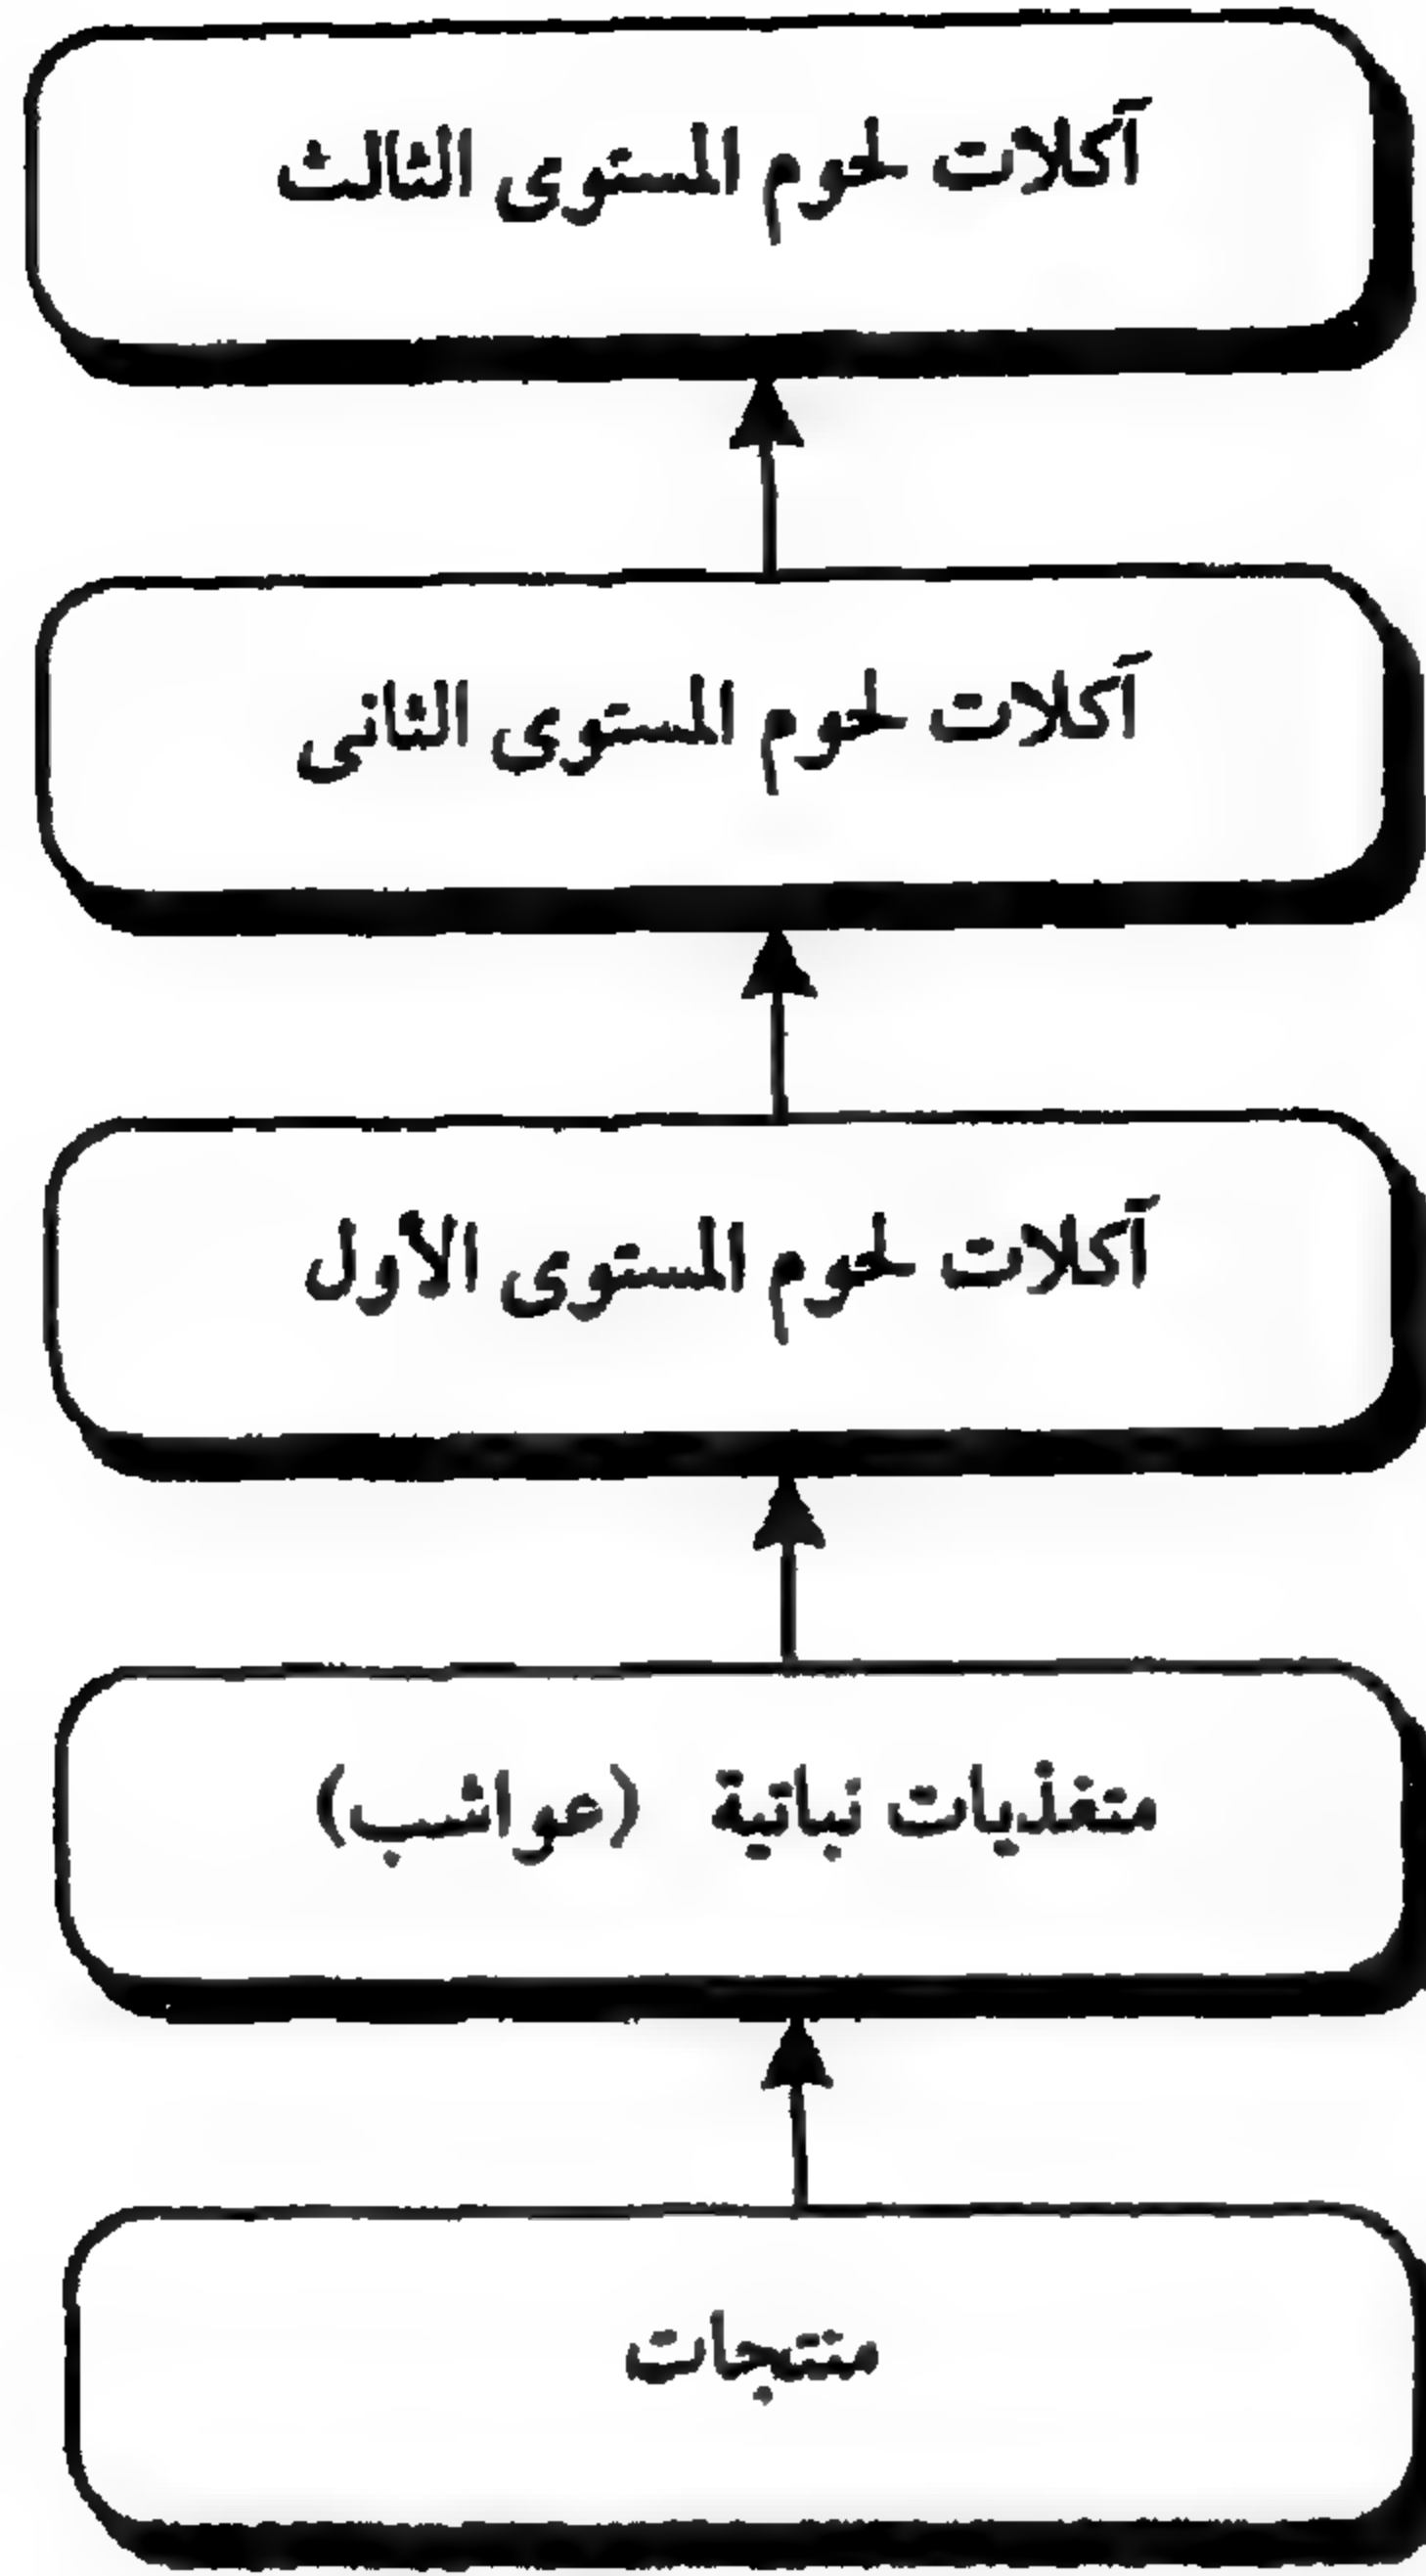 آكلات لحوم المستوى الثالث
آكلات لحوم المستوى الثانى
آكلات لحوم المستوى الأول
متغذيات نباتية (عواشب)
منتجات